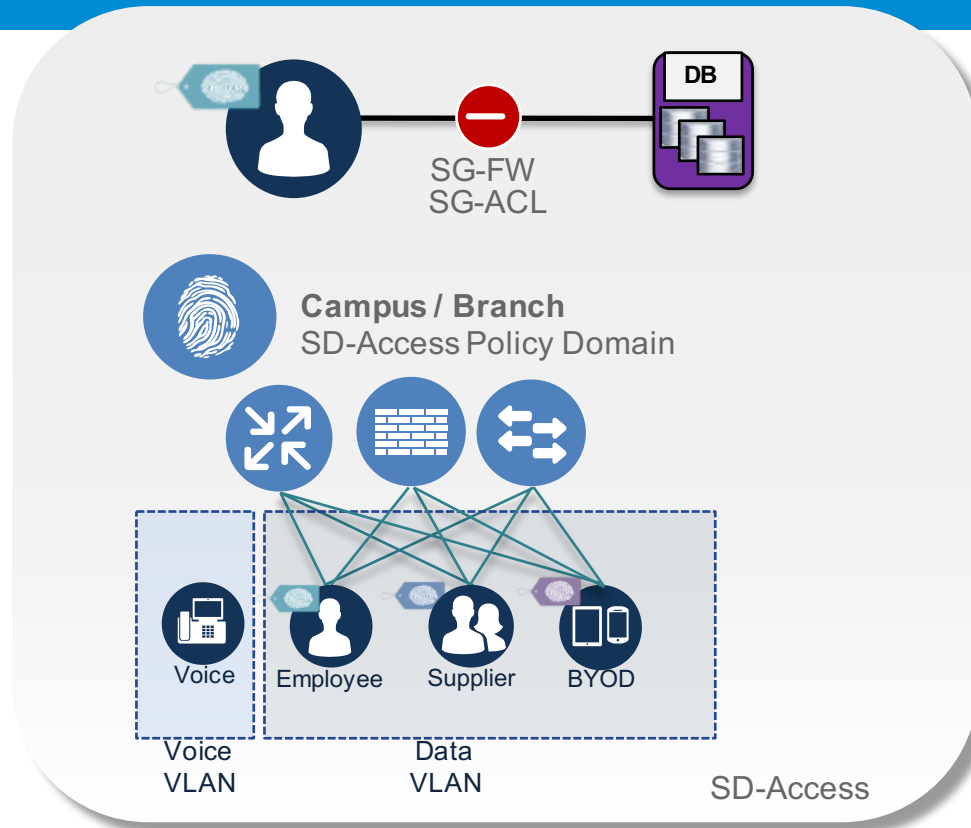 DB
SG-FW
SG-ACL
Campus / Branch
SD-Access Policy Domain
Voice
Employee
Supplier
BYOD
Voice
VLAN
Data
VLAN
SD-Access